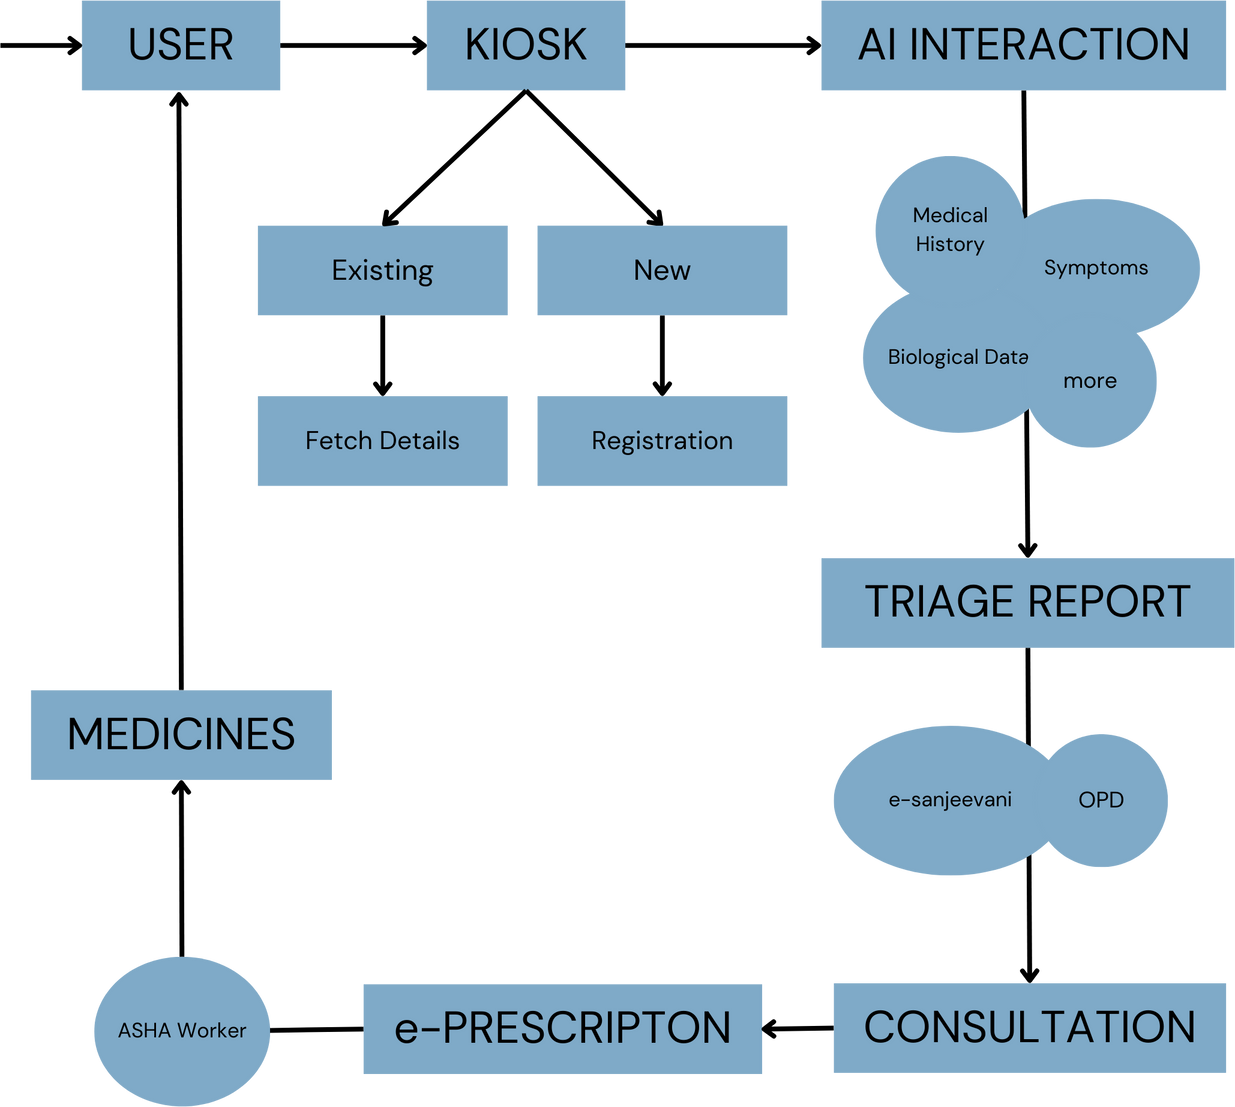 USER
KIOSK
AI INTERACTION
Medical
History
Symptoms
Existing
New
Biological Data
more
Fetch Details
Registration
TRIAGE REPORT
MEDICINES
e-sanjeevani
OPD
ASHA Worker
e-PRESCRIPTON
CONSULTATION